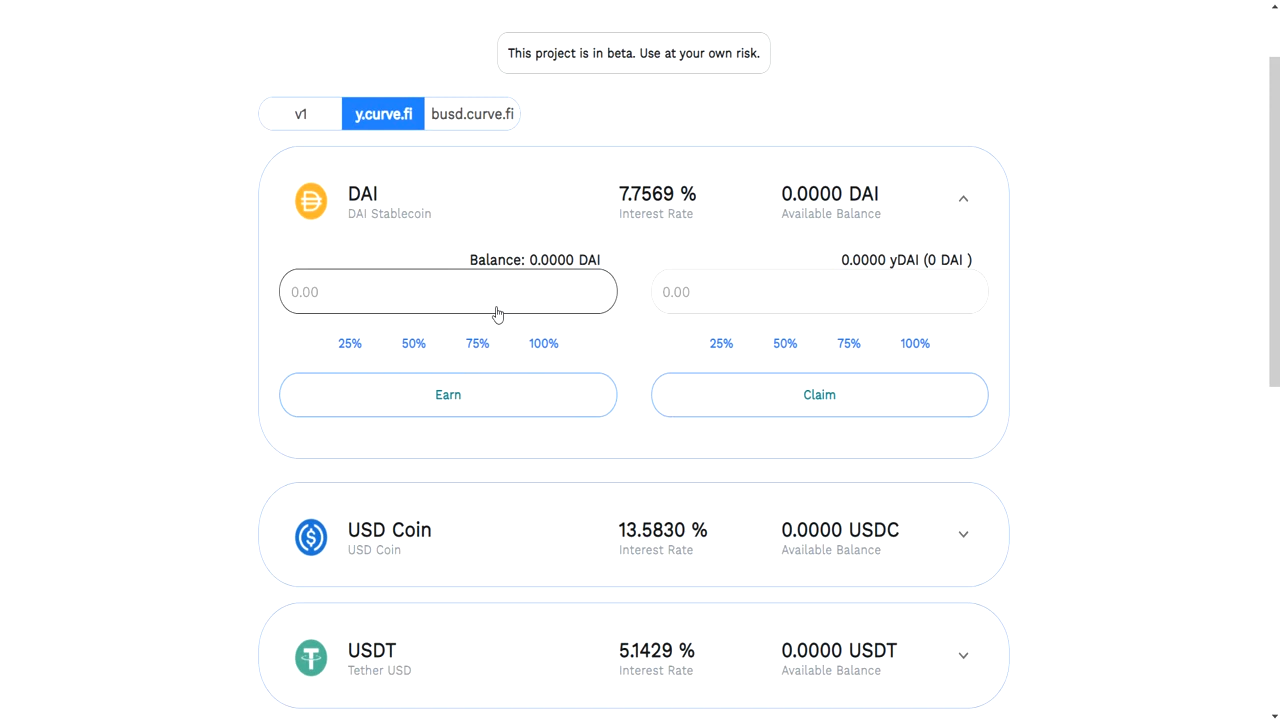 This project is in beta. Use at your own risk.
v1 y.curve.fi busd.curve.fi
DAI 7.7569 % 0.0000 DAI
DAI Stablecoin Interest Rate Available Balance
Balance: 0.0000 DAI 0.0000 yDAI (0 DAI )
0.00 0.00
25% 50% 75% 100% 25% 50% 75% 100%
Earn Claim
USD Coin 13.5830 % 0.0000 USDC
USD Coin Interest Rate Available Balance
USDT 5.1429 % 0.0000 USDT
Tether USD Interest Rate Available Balance